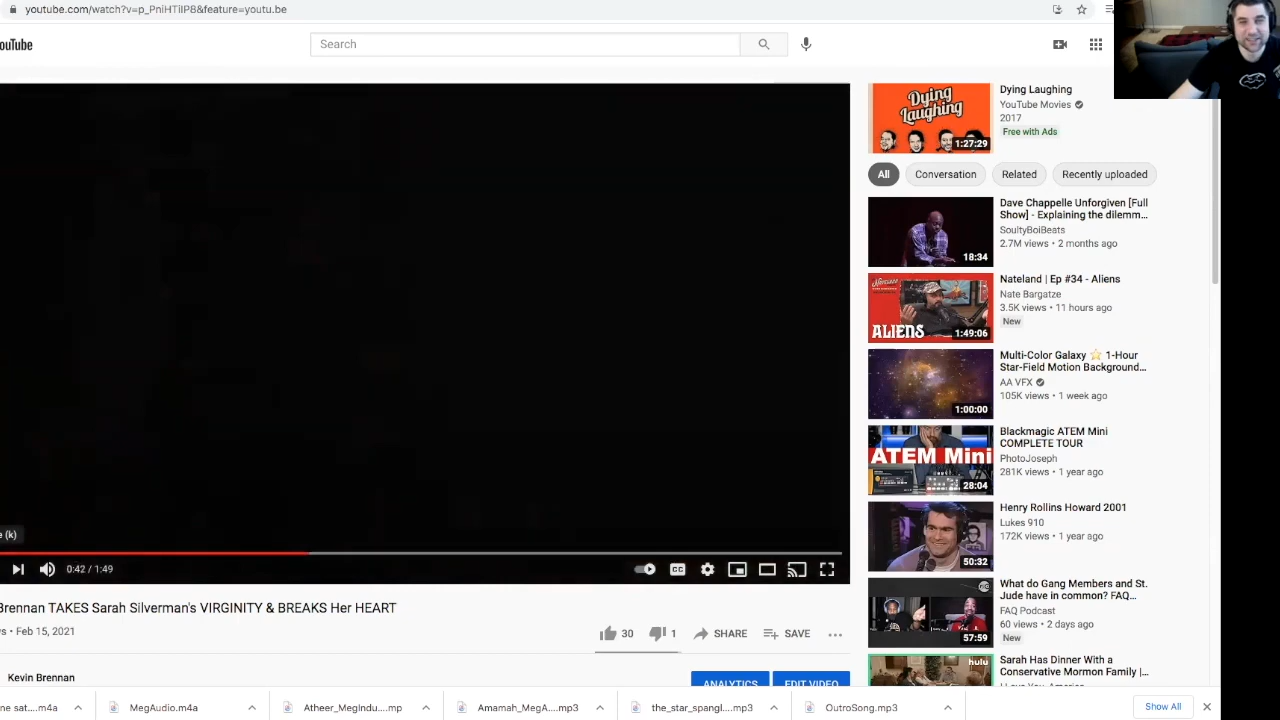 youtube.com/watch?v=p_PniHTilP8&feature=youtu.be
ouTube
Search
Dying Laughing
1:27:29
Dying Laughing
YouTube Movies
2017
Free with Ads
All
Conversation
Related
Recently uploaded
18:34
Dave Chappelle Unforgiven [Full
Show] - Explaining the dilemm...
SoultyBoiBeats
2.7M views • 2 months ago
ALIENS
1:49:06
Nateland | Ep #34 - Aliens
Nate Bargatze
3.5K views • 11 hours ago
New
1:00:00
Multi-Color Galaxy ⭐ 1-Hour
Star-Field Motion Background...
AA VFX
105K views • 1 week ago
ATEM Mini
28:04
Blackmagic ATEM Mini
COMPLETE TOUR
PhotoJoseph
281K views • 1 year ago
50:32
Henry Rollins Howard 2001
Lukes 910
172K views • 1 year ago
57:59
What do Gang Members and St.
Jude have in common? FAQ...
FAQ Podcast
60 views • 2 days ago
New
hulu
Sarah Has Dinner With a
Conservative Mormon Family |...
e (k)
0:42 / 1:49
CC
Brennan TAKES Sarah Silverman's VIRGINITY & BREAKS Her HEART
s • Feb 15, 2021
30
1
SHARE
SAVE
Kevin Brennan
ANALYTICS
EDIT VIDEO
ne sat....m4a
MegAudio.m4a
Atheer_MegIndu....mp
Amamah_MegA....mp3
the_star_spangl....mp3
OutroSong.mp3
Show All